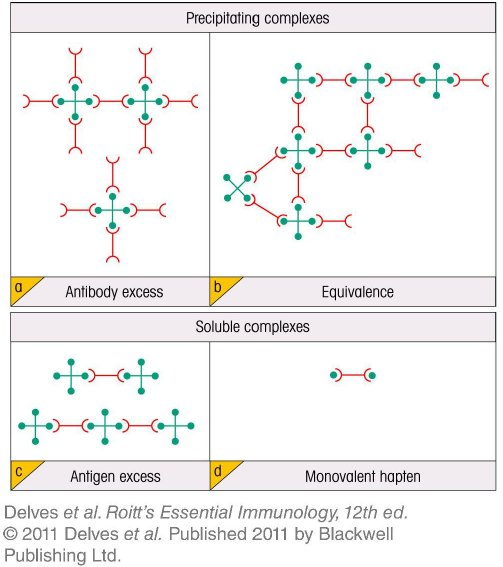 Precipitating complexes
a
Antibody excess
b
Equivalence
Soluble complexes
c
Antigen excess
d
Monovalent hapten
Delves et al. Roitt's Essential Immunology, 12th ed.
© 2011 Delves et al. Published 2011 by Blackwell
Publishing Ltd.